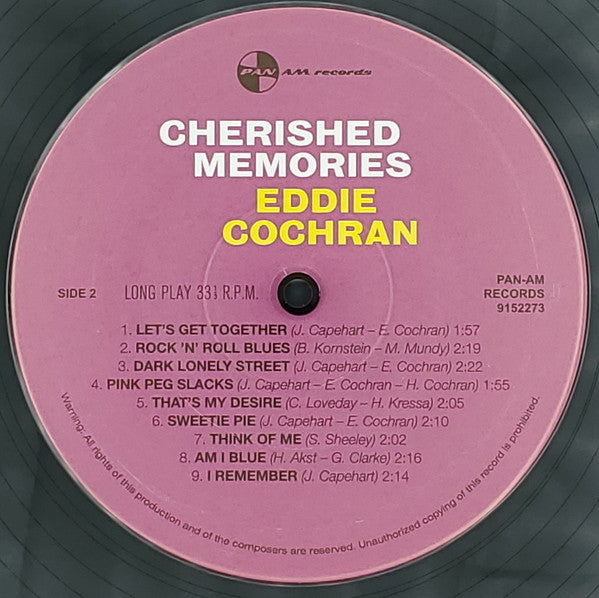 PAN AM records
CHERISHED
MEMORIES
EDDIE
COCHRAN
SIDE 2
LONG PLAY 33⅓ R.P.M.
PAN-AM
RECORDS
9152273
1. LET'S GET TOGETHER (J. Capehart – E. Cochran) 1:57
2. ROCK 'N' ROLL BLUES (B. Kornstein – M. Mundy) 2:19
3. DARK LONELY STREET (J. Capehart – E. Cochran) 2:22
4. PINK PEG SLACKS (J. Capehart – E. Cochran – H. Cochran) 1:55
5. THAT'S MY DESIRE (C. Loveday – H. Kressa) 2:05
6. SWEETIE PIE (J. Capehart – E. Cochran) 2:10
7. THINK OF ME (S. Sheeley) 2:02
8. AM I BLUE (H. Akst – G. Clarke) 2:16
9. I REMEMBER (J. Capehart) 2:14
Warning: All rights of this production and of the composers are reserved. Unauthorized copying of this record is prohibited.